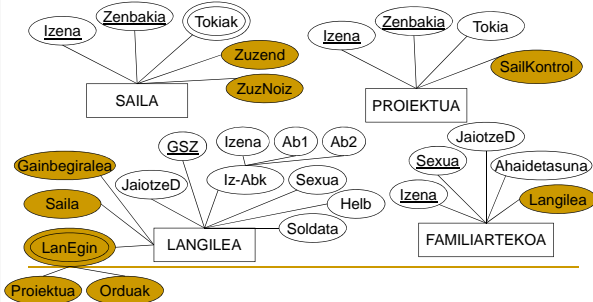 Izena
Zenbakia
Tokiak
Zuzend
ZuzNoiz
SAILA
Izena
Zenbakia
Tokia
SailKontrol
PROIEKTUA
Gainbegiralea
Saila
LanEgin
Proiektua
Orduak
JaiotzeD
GSZ
Izena
Ab1
Ab2
Iz-Abk
Sexua
Helb
Soldata
LANGILEA
JaiotzeD
Sexua
Ahaidetasuna
Izena
Langilea
FAMILIARTEKOA